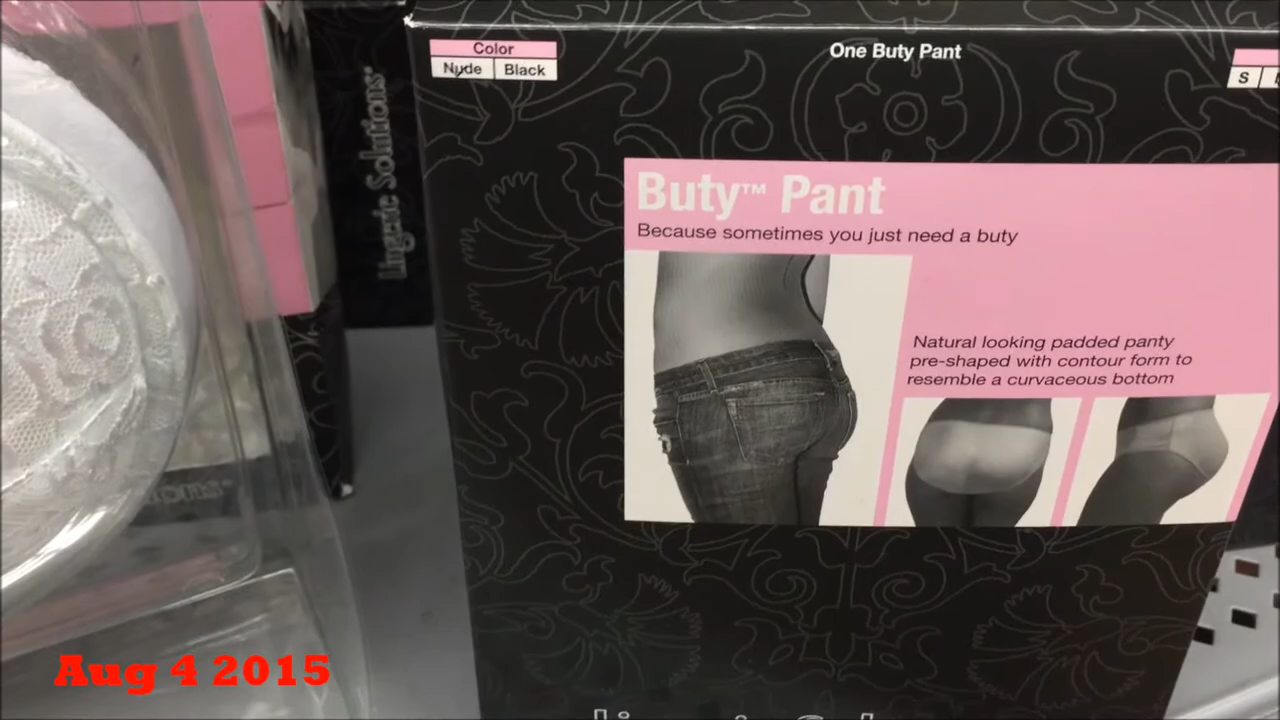 Color
Nude Black
One Buty Pant
S
Lingerie Solutions
Buty™ Pant
Because sometimes you just need a buty
Natural looking padded panty
pre-shaped with contour form to
resemble a curvaceous bottom
Aug 4 2015